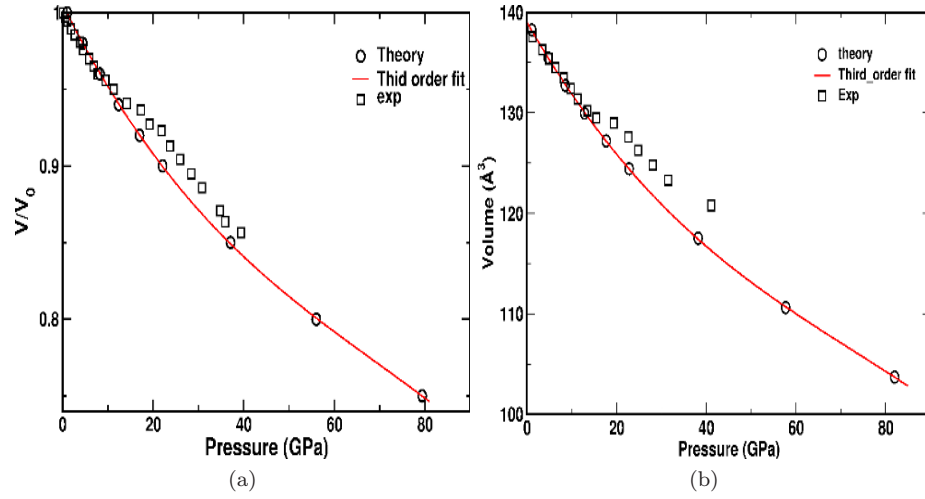 1
0.9
0.8
V/V0
0
20
40
60
80
Pressure (GPa)
Theory
Thid order fit
exp
(a)
140
130
120
110
100
Volume (Å3)
0
20
40
60
80
Pressure (GPa)
theory
Third_order fit
Exp
(b)